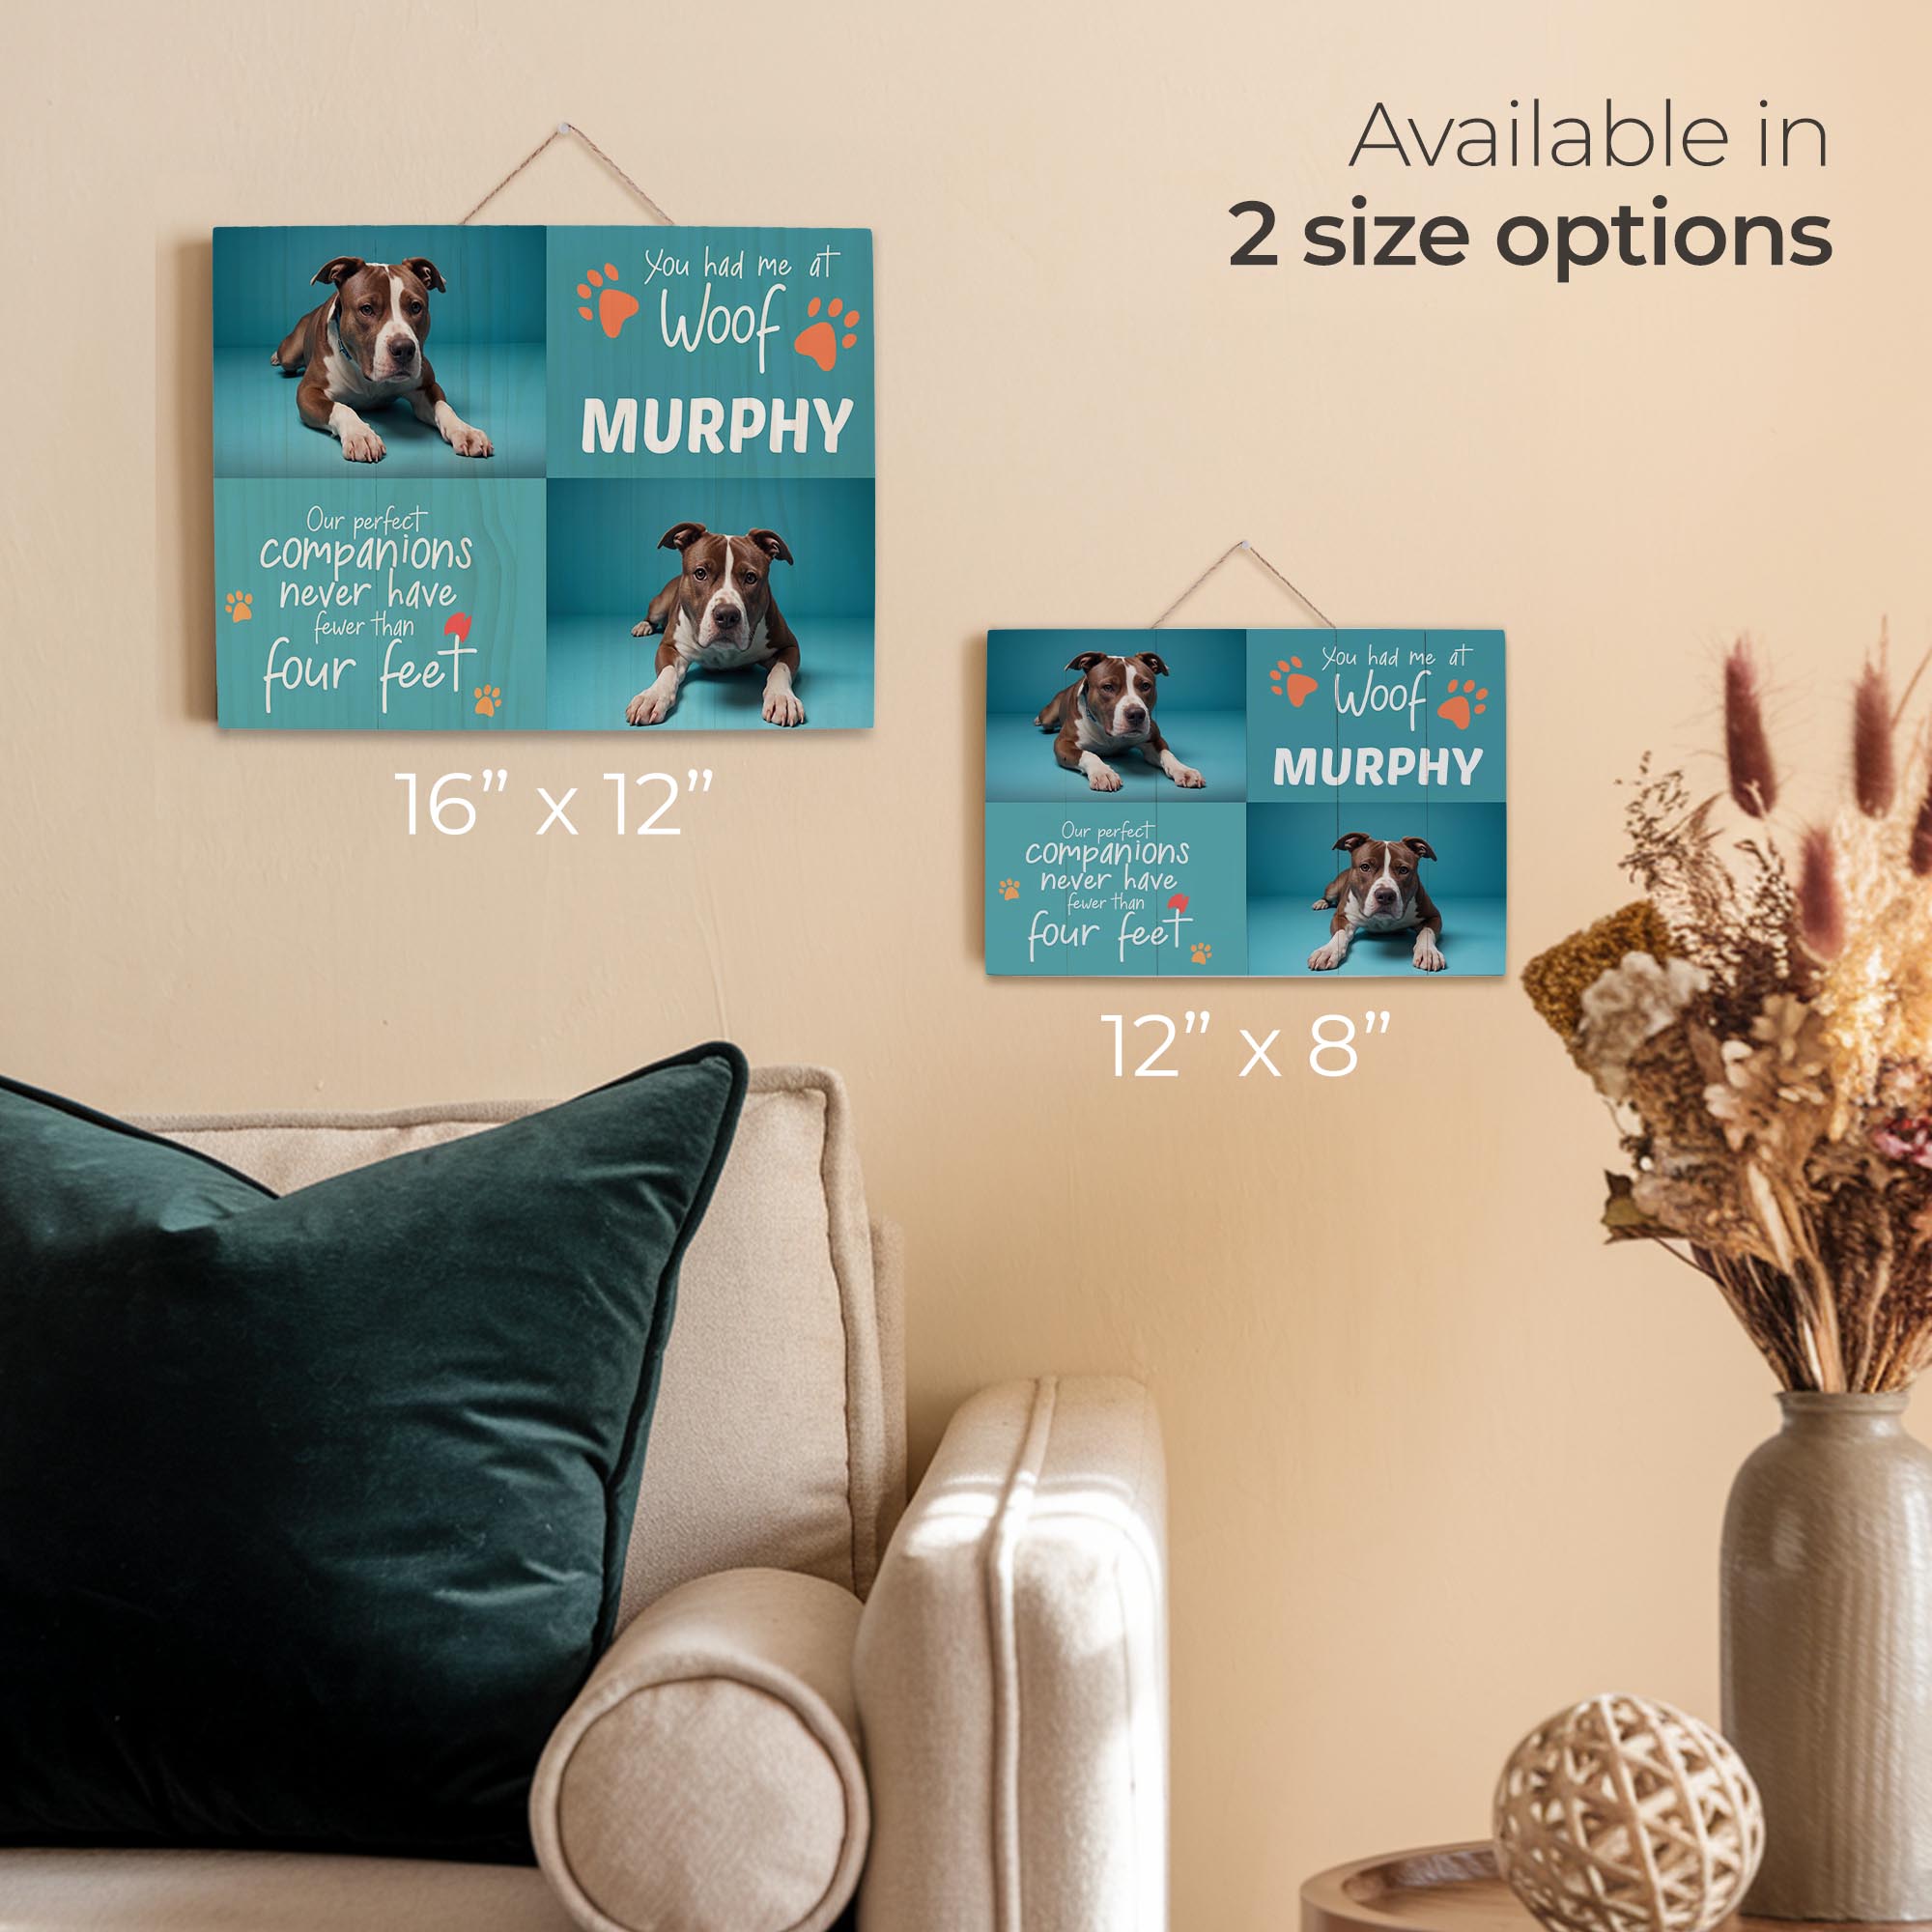 Available in
2 size options
You had me at
Woof
MURPHY
Our perfect
companions
never have
fewer than
four feet
16” x 12”
You had me at
Woof
MURPHY
Our perfect
companions
never have
fewer than
four feet
12” x 8”